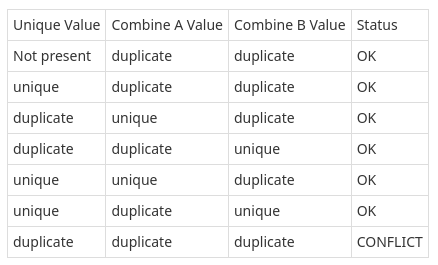 Unique Value Combine A Value Combine B Value Status
Not present duplicate duplicate OK
unique duplicate duplicate OK
duplicate unique duplicate OK
duplicate duplicate unique OK
unique unique duplicate OK
unique duplicate unique OK
duplicate duplicate duplicate CONFLICT